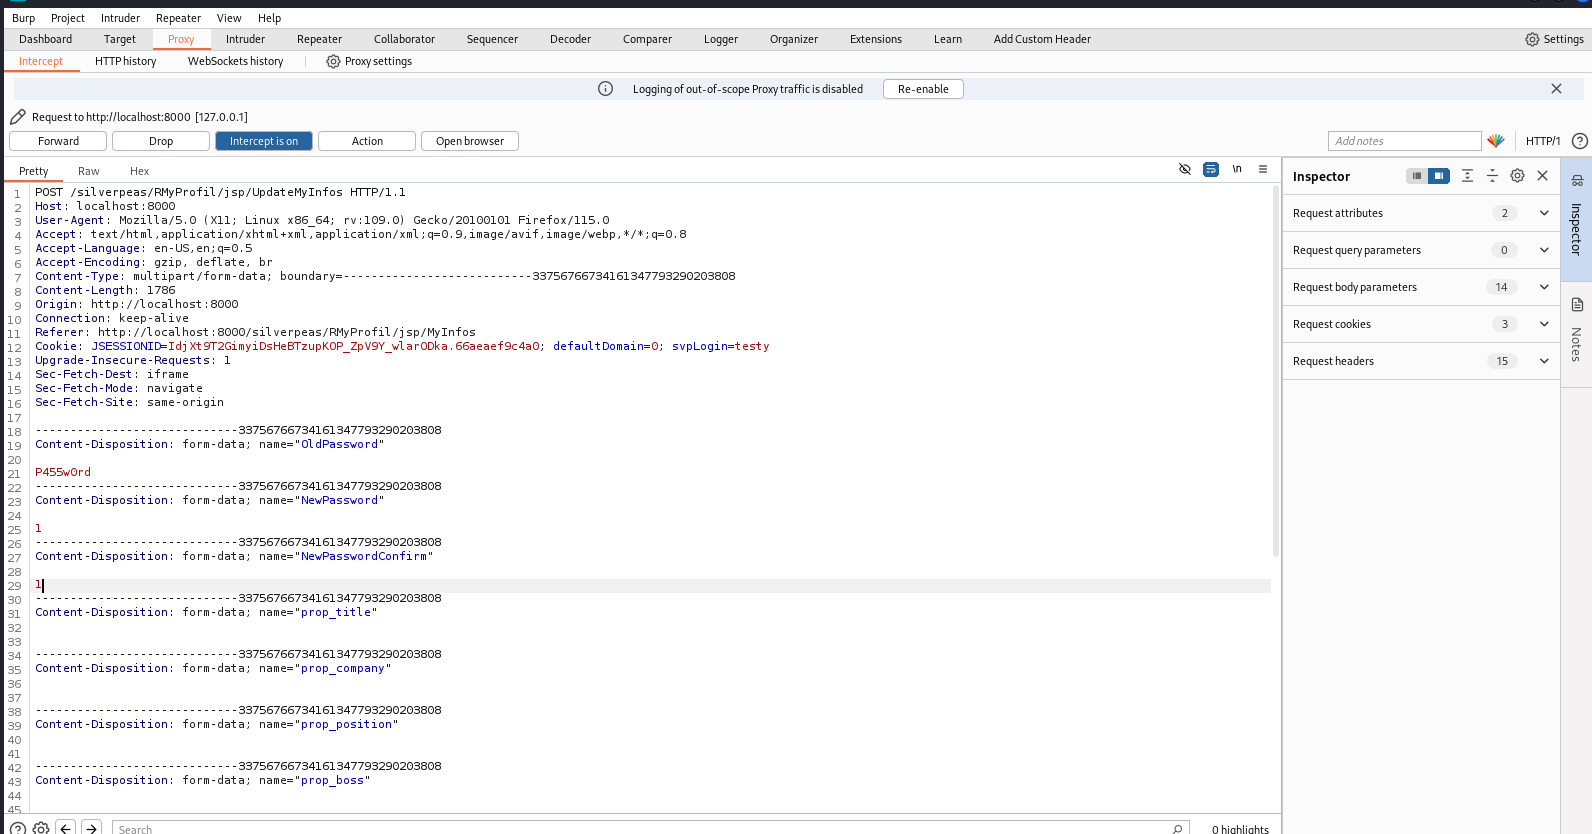 Burp Project Intruder Repeater View Help
Dashboard Target Proxy Intruder Repeater Collaborator Sequencer Decoder Comparer Logger Organizer Extensions Learn Add Custom Header Settings
Intercept HTTP history WebSockets history Proxy settings
Logging of out-of-scope Proxy traffic is disabled Re-enable
Request to http://localhost:8000 [127.0.0.1]
Forward Drop Intercept is on Action Open browser Add notes HTTP/1
Pretty Raw Hex \n
1 POST /silverpeas/RMyProfil/jsp/UpdateMyInfos HTTP/1.1
2 Host: localhost:8000
3 User-Agent: Mozilla/5.0 (X11; Linux x86_64; rv:109.0) Gecko/20100101 Firefox/115.0
4 Accept: text/html,application/xhtml+xml,application/xml;q=0.9,image/avif,image/webp,*/*;q=0.8
5 Accept-Language: en-US,en;q=0.5
6 Accept-Encoding: gzip, deflate, br
7 Content-Type: multipart/form-data; boundary=---------------------------33756766734161347793290203808
8 Content-Length: 1786
9 Origin: http://localhost:8000
10 Connection: keep-alive
11 Referer: http://localhost:8000/silverpeas/RMyProfil/jsp/MyInfos
12 Cookie: JSESSIONID=IdjXt9T2GimyiDsHeBTzupKOP_ZpV9Y_wlarODka.66aeaef9c4a0; defaultDomain=0; svpLogin=testy
13 Upgrade-Insecure-Requests: 1
14 Sec-Fetch-Dest: iframe
15 Sec-Fetch-Mode: navigate
16 Sec-Fetch-Site: same-origin
17
18 -----------------------------33756766734161347793290203808
19 Content-Disposition: form-data; name="OldPassword"
20
21 P455w0rd
22 -----------------------------33756766734161347793290203808
23 Content-Disposition: form-data; name="NewPassword"
24
25 1
26 -----------------------------33756766734161347793290203808
27 Content-Disposition: form-data; name="NewPasswordConfirm"
28
29 1
30 -----------------------------33756766734161347793290203808
31 Content-Disposition: form-data; name="prop_title"
32
33
34 -----------------------------33756766734161347793290203808
35 Content-Disposition: form-data; name="prop_company"
36
37
38 -----------------------------33756766734161347793290203808
39 Content-Disposition: form-data; name="prop_position"
40
41
42 -----------------------------33756766734161347793290203808
43 Content-Disposition: form-data; name="prop_boss"
44
45
Search 0 highlights
Inspector
Request attributes 2
Request query parameters 0
Request body parameters 14
Request cookies 3
Request headers 15
Inspector
Notes